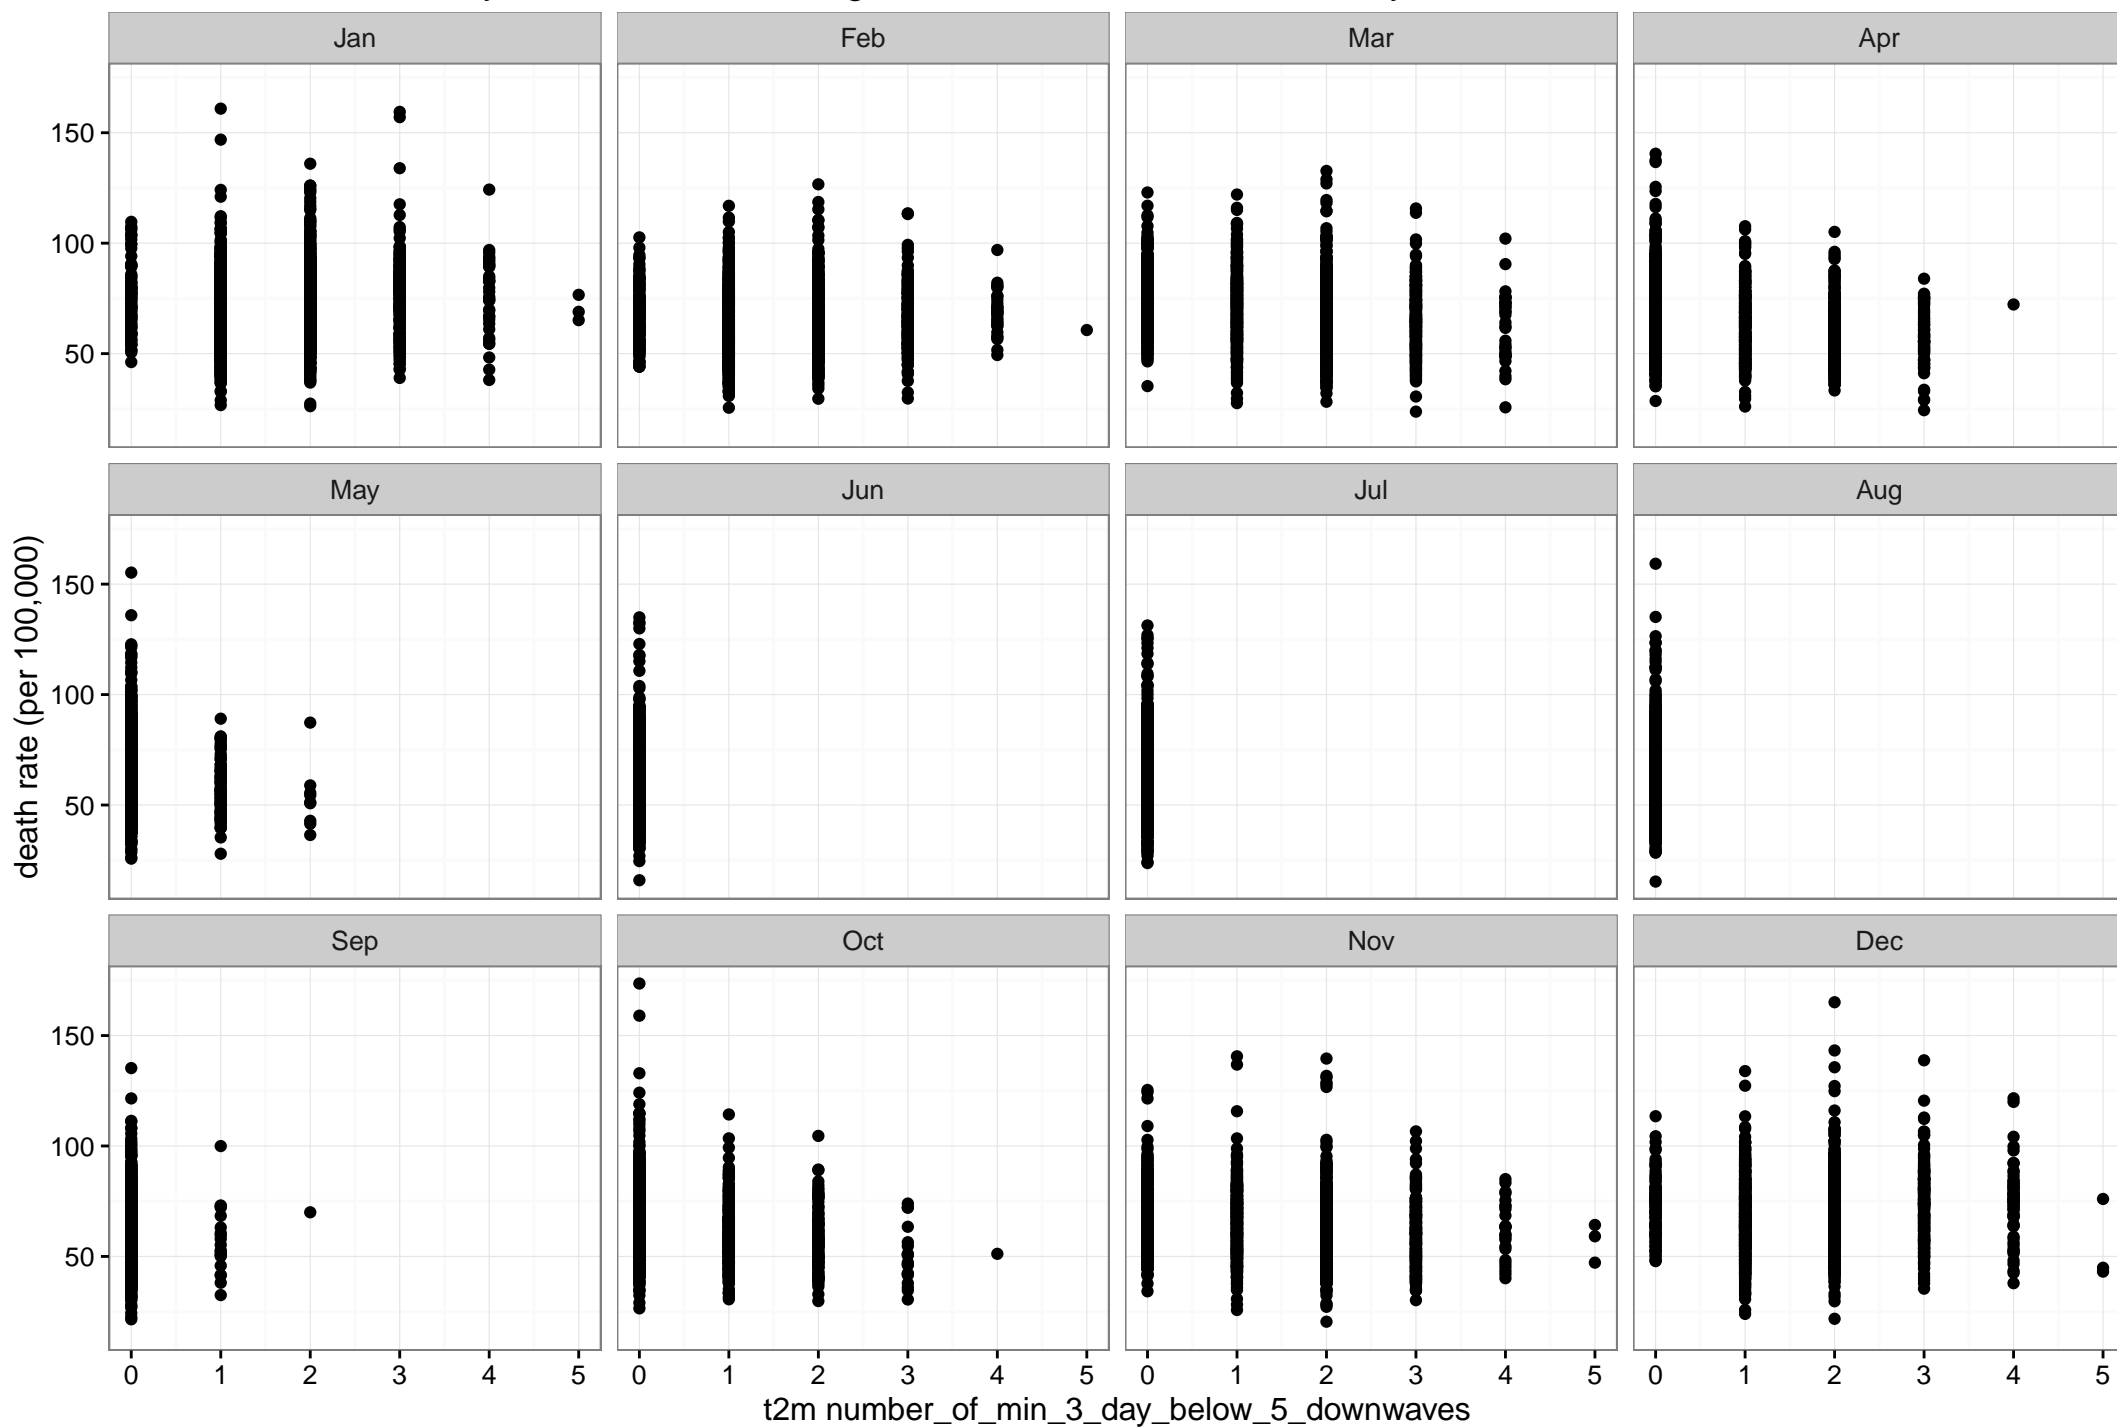 Jan Feb Mar Apr
150
100
50
May Jun Jul Aug
150
100
50
death rate (per 100,000)
Sep Oct Nov Dec
150
100
50
0 1 2 3 4 5 0 1 2 3 4 5 0 1 2 3 4 5 0 1 2 3 4 5
t2m number_of_min_3_day_below_5_downwaves